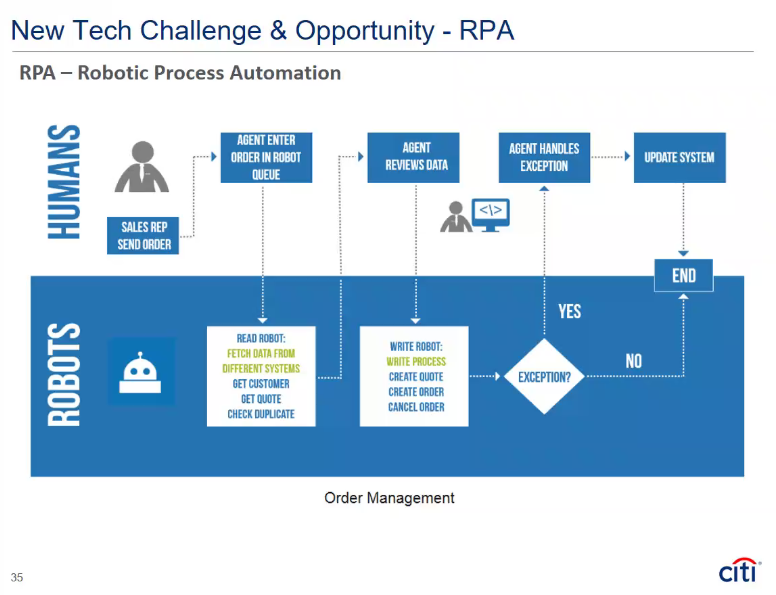 New Tech Challenge & Opportunity - RPA
RPA – Robotic Process Automation
HUMANS
SALES REP
SEND ORDER
AGENT ENTER
ORDER IN ROBOT
QUEUE
AGENT
REVIEWS DATA
</>
AGENT HANDLES
EXCEPTION
UPDATE SYSTEM
END
ROBOTS
READ ROBOT:
FETCH DATA FROM
DIFFERENT SYSTEMS
GET CUSTOMER
GET QUOTE
CHECK DUPLICATE
WRITE ROBOT:
WRITE PROCESS
CREATE QUOTE
CREATE ORDER
CANCEL ORDER
EXCEPTION?
YES
NO
Order Management
35
citi®